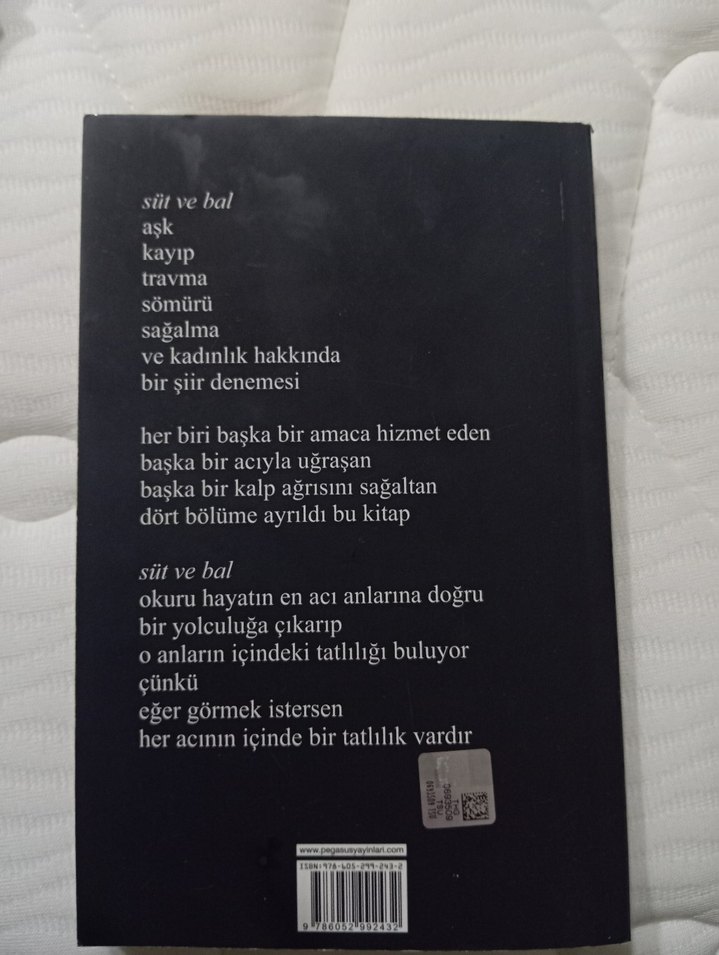 süt ve bal
aşk
kayıp
travma
sömürü
sağalma
ve kadınlık hakkında
bir şiir denemesi
her biri başka bir amaca hizmet eden
başka bir acıyla uğraşan
başka bir kalp ağrısını sağaltan
dört bölüme ayrıldı bu kitap
süt ve bal
okuru hayatın en acı anlarına doğru
bir yolculuğa çıkarıp
o anların içindeki tatlılığı buluyor
çünkü
eğer görmek istersen
her acının içinde bir tatlılık vardır
THG
TBU
0693509
www.pegasusyayinlari.com
ISBN:978-605-299-243-2
9 786052 992432